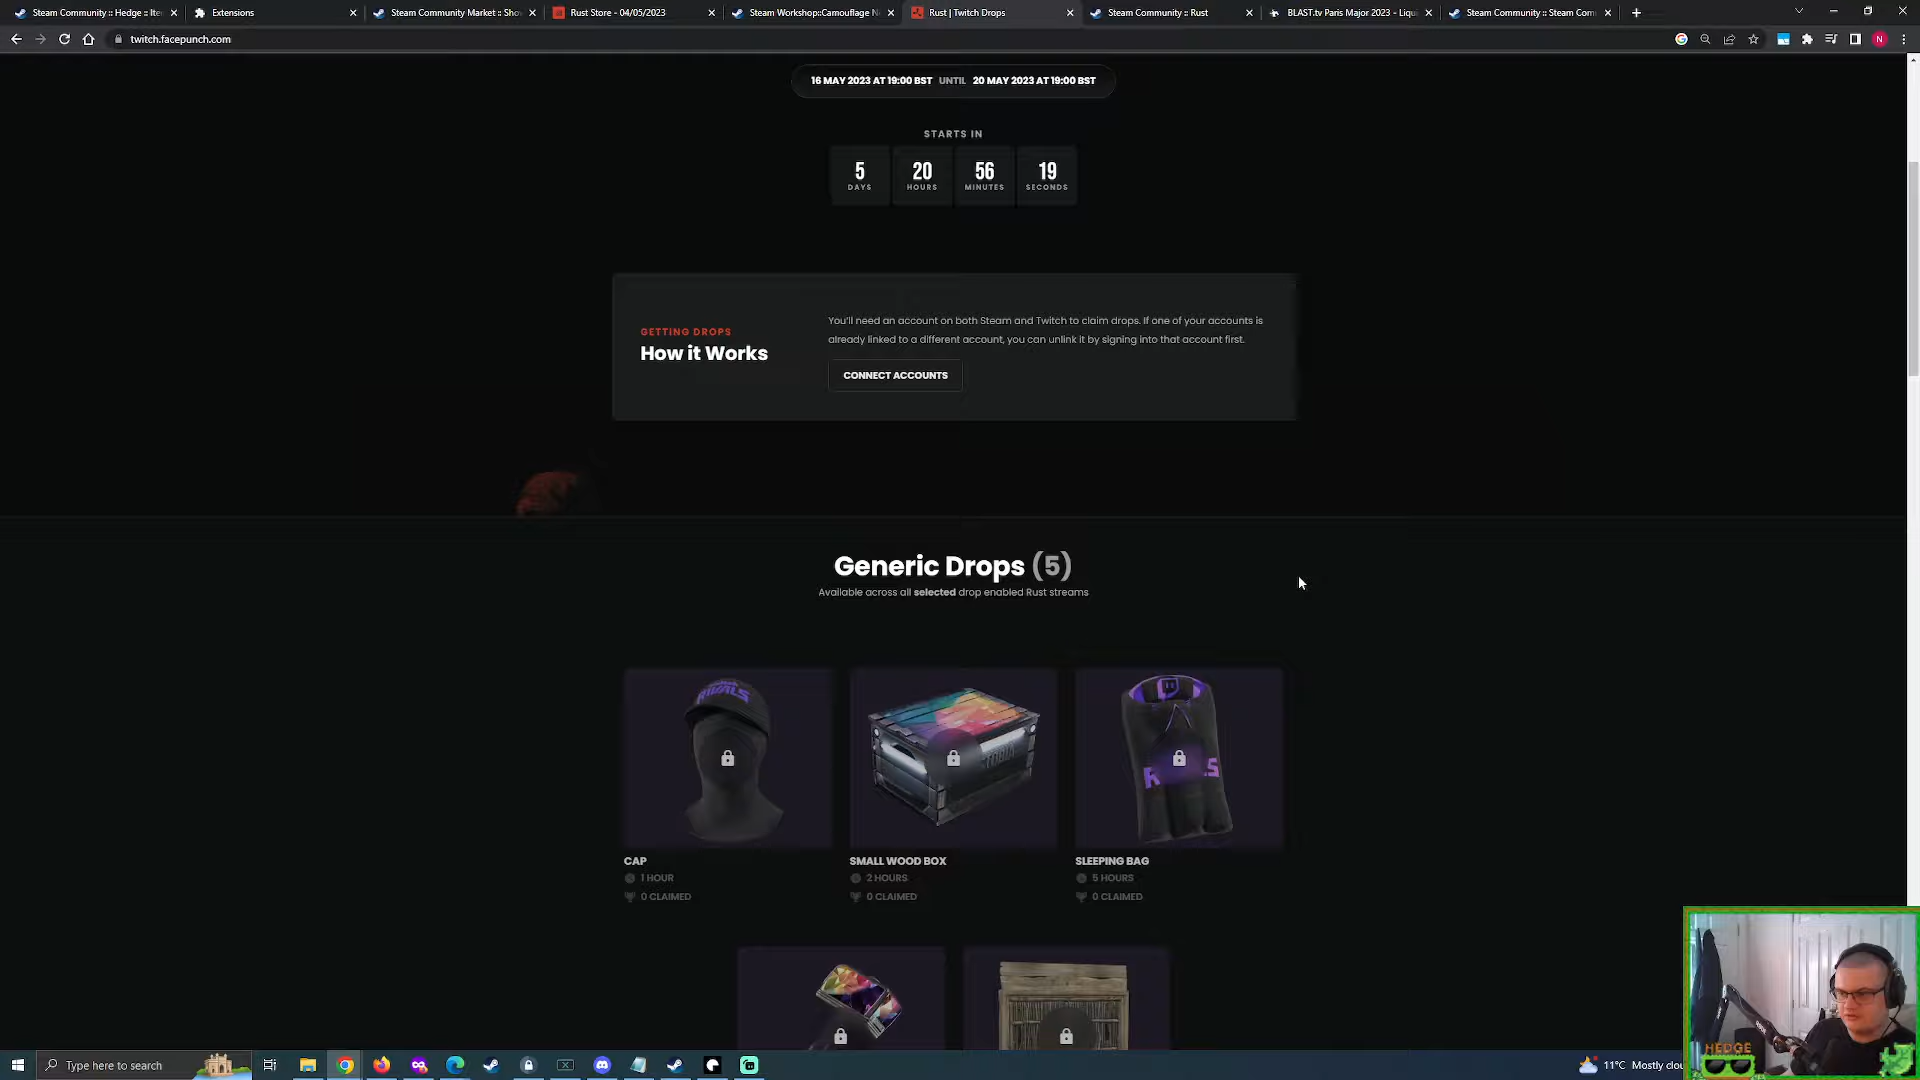 Steam Community :: Hedge :: Ite
Extensions
Steam Community Market :: Sho
Rust Store - 04/05/2023
Steam Workshop::Camouflage N
Rust | Twitch Drops
Steam Community :: Rust
BLAST.tv Paris Major 2023 - Liqu
Steam Community :: Steam Com
twitch.facepunch.com
N
16 MAY 2023 AT 19:00 BST UNTIL 20 MAY 2023 AT 19:00 BST
STARTS IN
5 20 56 19
DAYS HOURS MINUTES SECONDS
GETTING DROPS
How it Works
You'll need an account on both Steam and Twitch to claim drops. If one of your accounts is
already linked to a different account, you can unlink it by signing into that account first.
CONNECT ACCOUNTS
Generic Drops (5)
Available across all selected drop enabled Rust streams
RIVALS
CAP
1 HOUR
0 CLAIMED
SMALL WOOD BOX
2 HOURS
0 CLAIMED
SLEEPING BAG
5 HOURS
0 CLAIMED
HEDGE
Type here to search
11°C Mostly clou